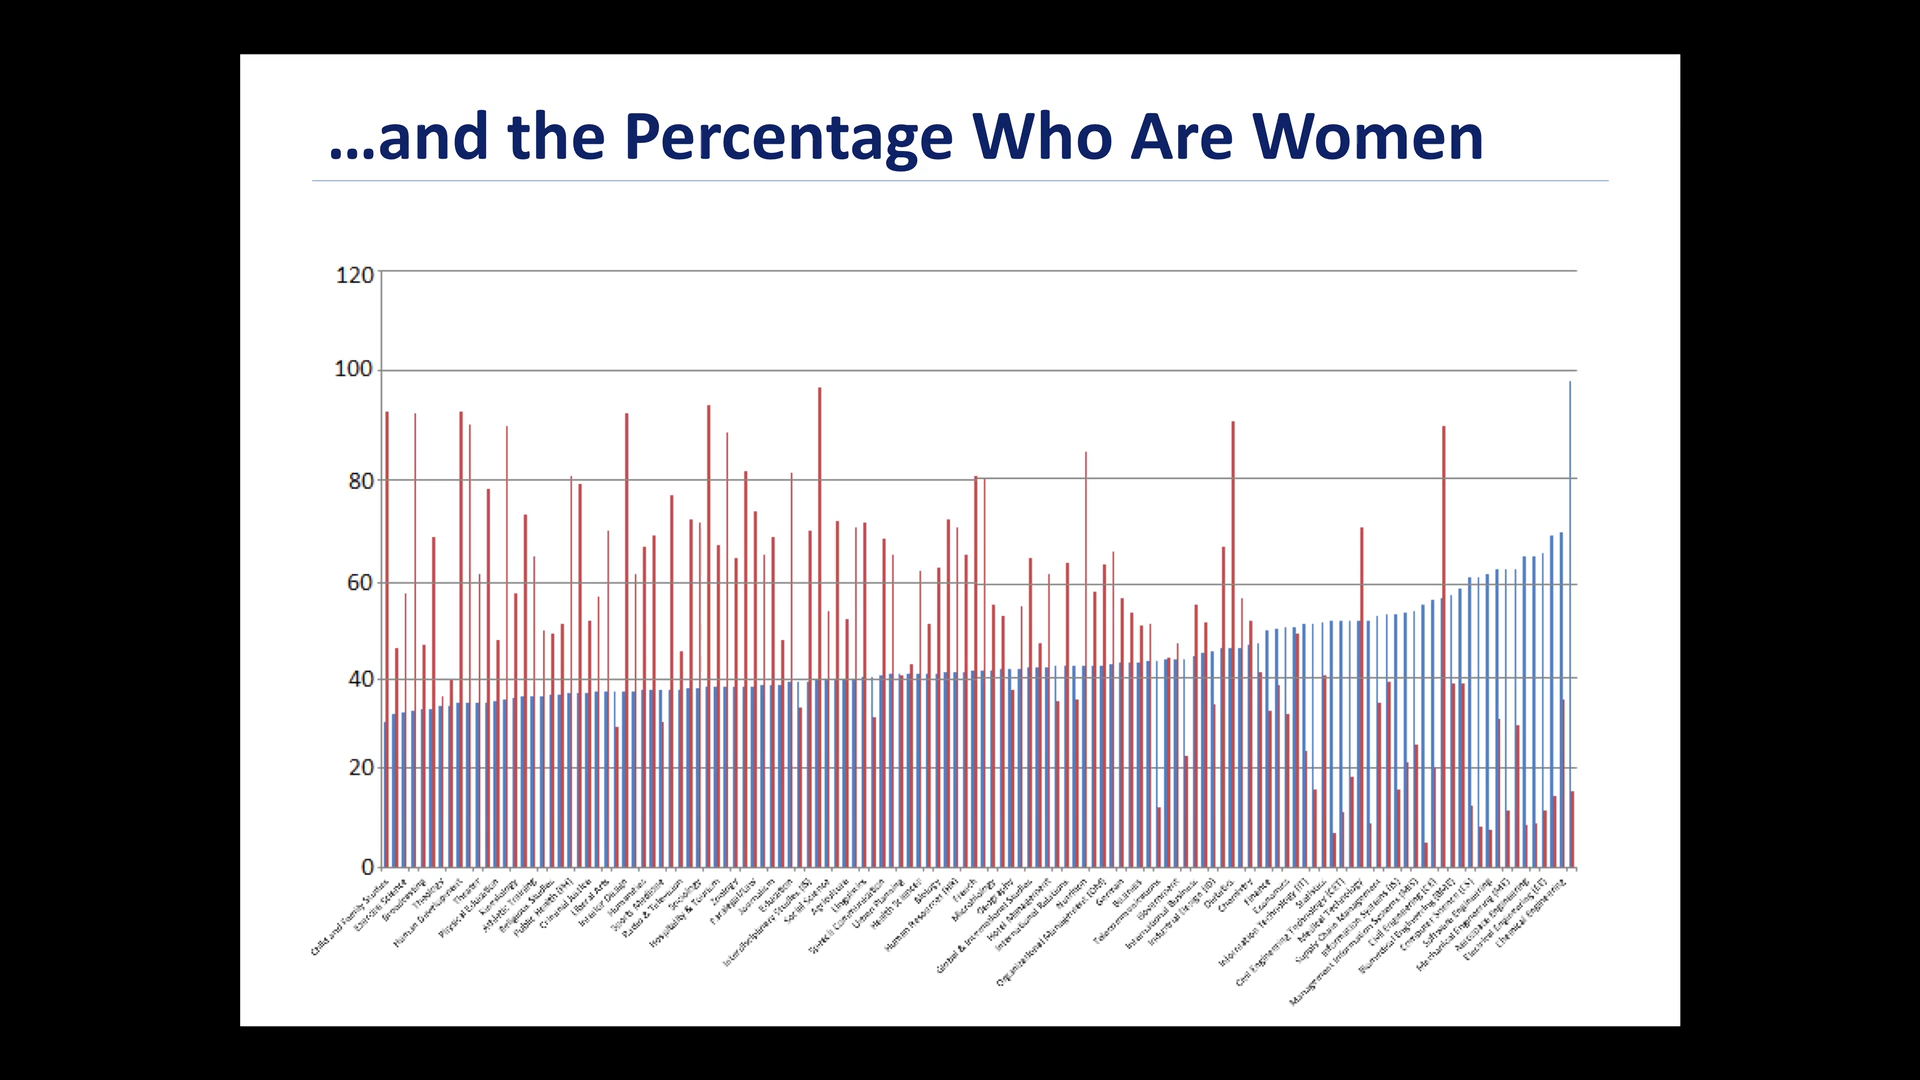 ...and the Percentage Who Are Women
120
100
80
60
40
20
0
Child and Family Studies
Exercise Science
Broadcasting
Theology
Human Development
Theater
Physical Education
Kinesiology
Athletic Training
Religious Studies
Public Health (PH)
Criminal Justice
Liberal Arts
Interior Design
Humanities
Sports Medicine
Radio & Television
Sociology
Hospitality & Tourism
Zoology
Paralegal/Law
Journalism
Education
Interdisciplinary Studies (IS)
Social Science
Agriculture
Linguistics
Speech Communication
Urban Planning
Health Sciences
Biology
Human Resources (HR)
French
Microbiology
Geography
Global & International Studies
Hotel Management
International Relations
Nutrition
Organizational Management (OM)
German
Business
Telecommunications
Government
International Business
Industrial Design (ID)
Dietetics
Chemistry
Finance
Economics
Information Technology (IT)
Statistics
Civil Engineering Technology (CET)
Medical Technology
Supply Chain Management
Information Systems (IS)
Management Information Systems (MIS)
Civil Engineering (CE)
Biomedical Engineering (BME)
Computer Science (CS)
Software Engineering
Mechanical Engineering (ME)
Aerospace Engineering
Electrical Engineering (EE)
Chemical Engineering